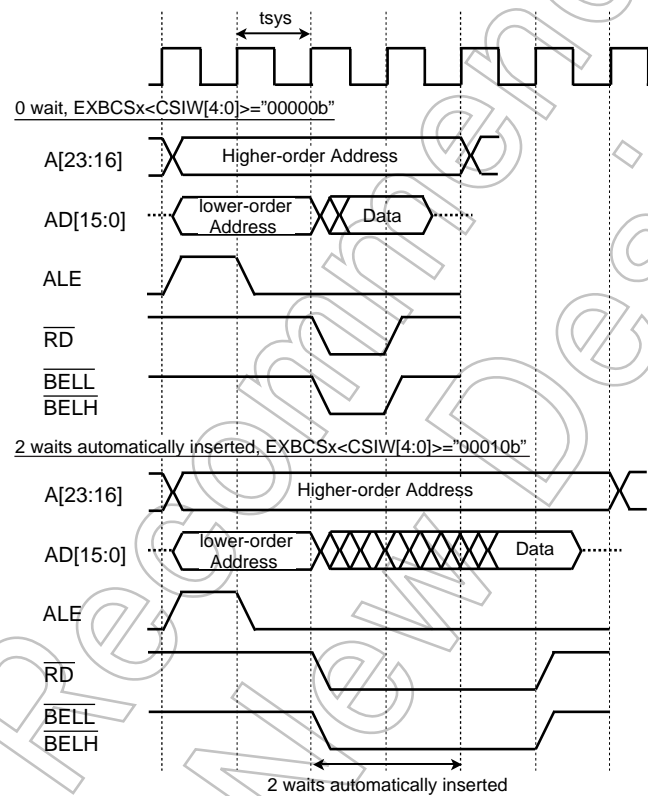 tsys
0 wait, EXBCSx<CSIW[4:0]>="00000b"
A[23:16]
Higher-order Address
AD[15:0]
lower-order
Address
Data
ALE
RD
BELL
BELH
2 waits automatically inserted, EXBCSx<CSIW[4:0]>="00010b"
A[23:16]
Higher-order Address
AD[15:0]
lower-order
Address
Data
ALE
RD
BELL
BELH
2 waits automatically inserted